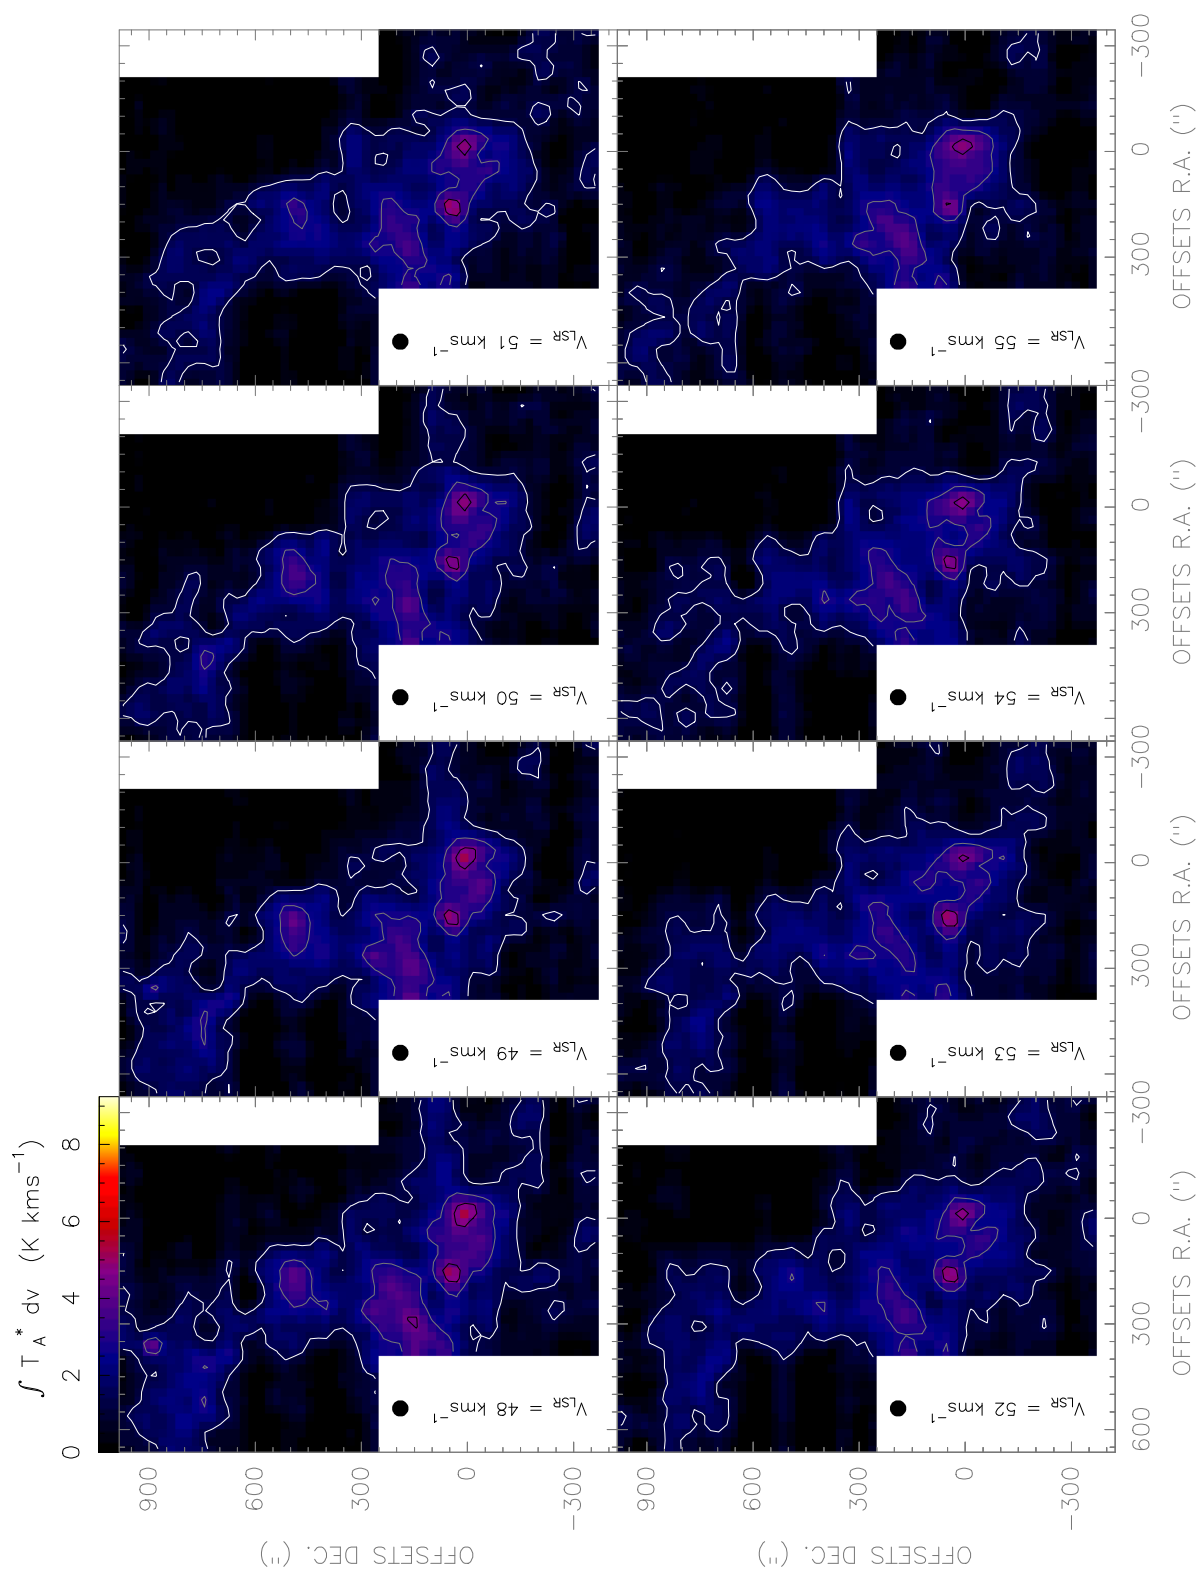 ∫ T_A* dv (K kms⁻¹)
0 2 4 6 8
V_LSR = 48 kms⁻¹
V_LSR = 49 kms⁻¹
V_LSR = 50 kms⁻¹
V_LSR = 51 kms⁻¹
900 600 300 0 −300
OFFSETS DEC. ('')
V_LSR = 52 kms⁻¹
V_LSR = 53 kms⁻¹
V_LSR = 54 kms⁻¹
V_LSR = 55 kms⁻¹
900 600 300 0 −300
OFFSETS DEC. ('')
600 300 0 −300
300 0 −300
300 0 −300
300 0 −300
OFFSETS R.A. ('')
OFFSETS R.A. ('')
OFFSETS R.A. ('')
OFFSETS R.A. ('')